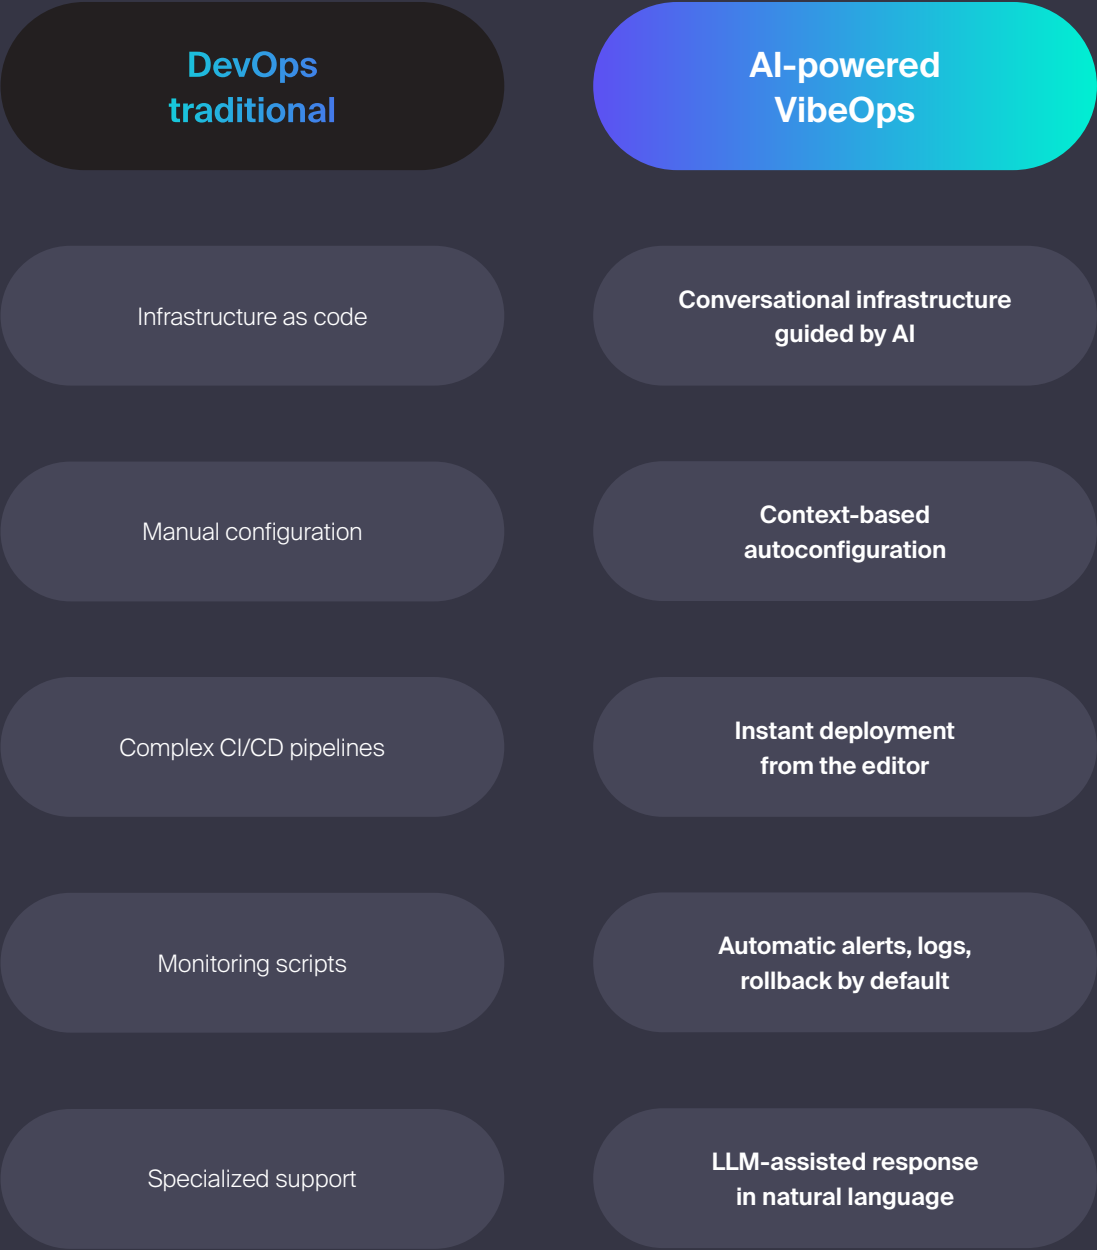 DevOps
traditional
AI-powered
VibeOps
Infrastructure as code
Conversational infrastructure
guided by AI
Manual configuration
Context-based
autoconfiguration
Complex CI/CD pipelines
Instant deployment
from the editor
Monitoring scripts
Automatic alerts, logs,
rollback by default
Specialized support
LLM-assisted response
in natural language